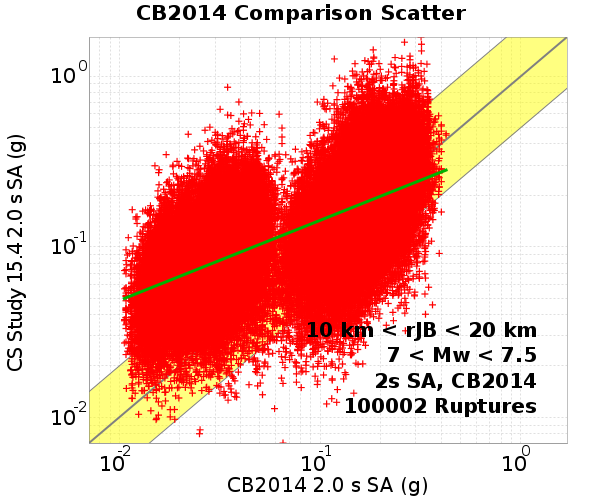 CB2014 Comparison Scatter
CS Study 15.4 2.0 s SA (g)
10⁰
10⁻¹
10⁻²
10 km < rJB < 20 km
7 < Mw < 7.5
2s SA, CB2014
100002 Ruptures
10⁻² 10⁻¹ 10⁰
CB2014 2.0 s SA (g)